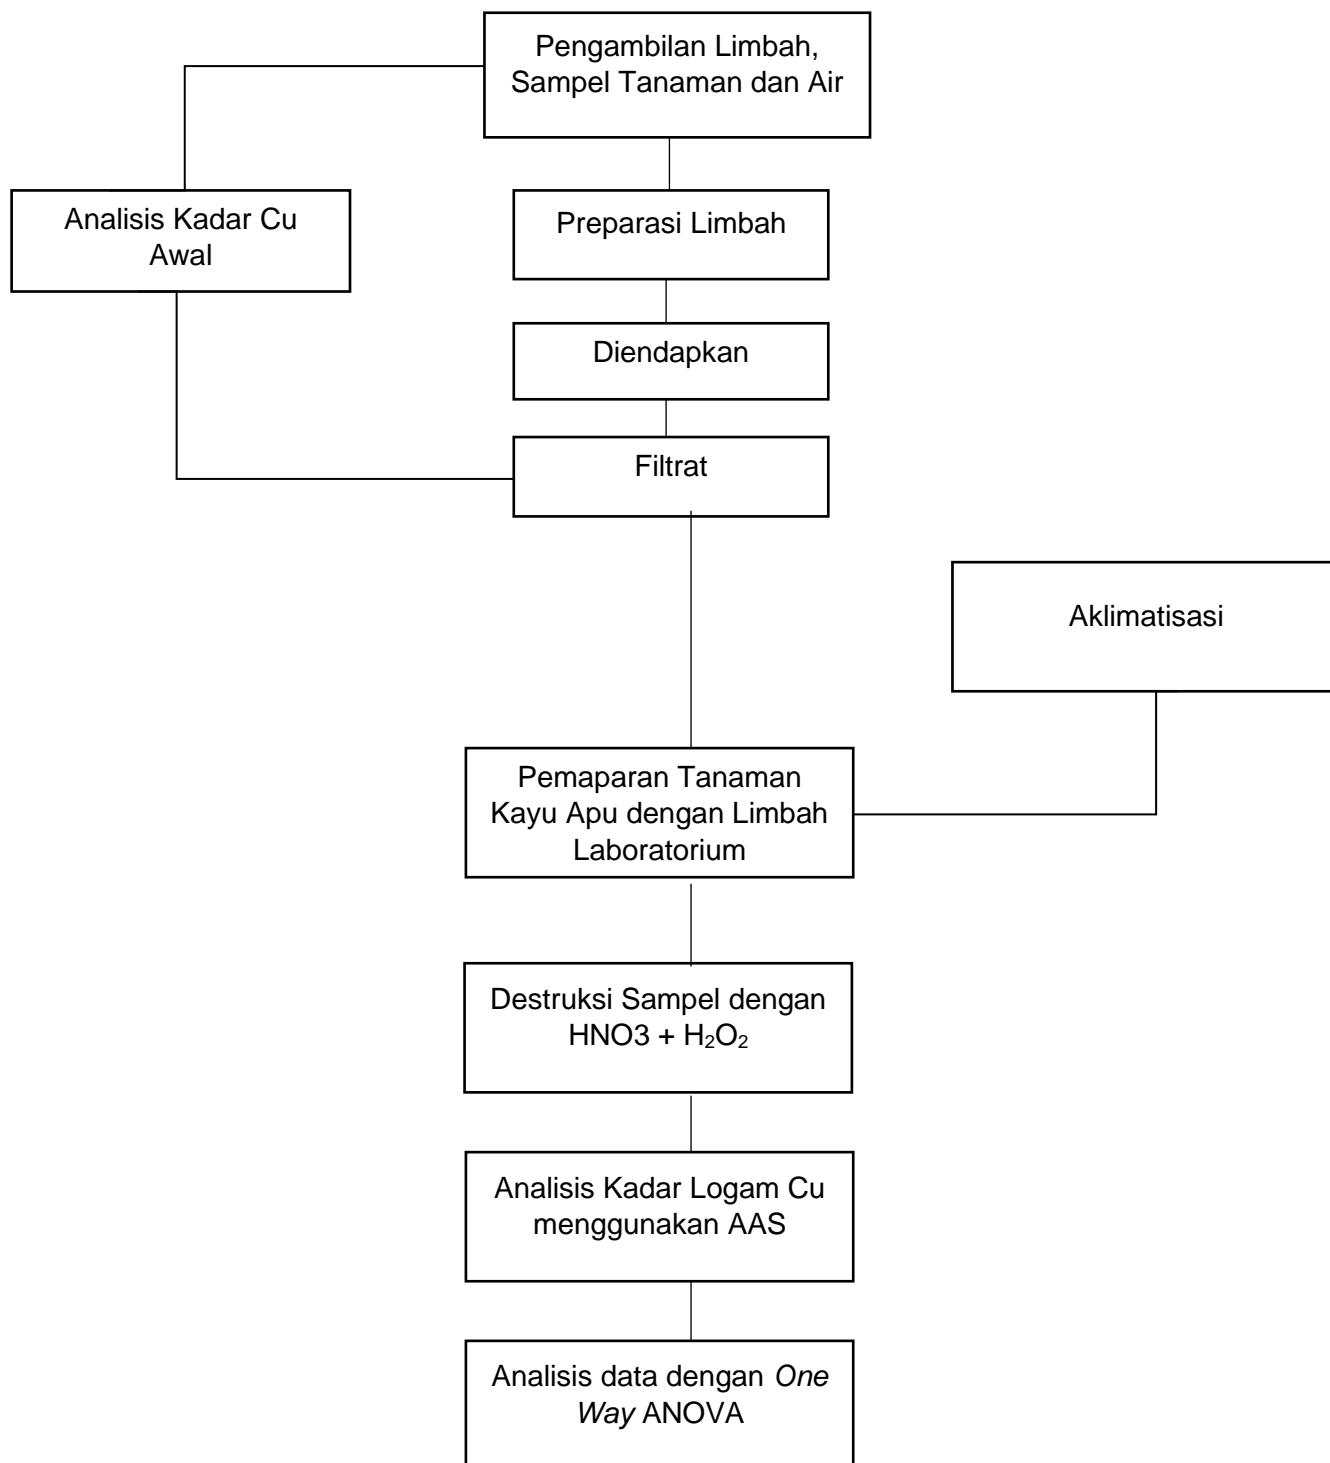 Pengambilan Limbah,
Sampel Tanaman dan Air
Analisis Kadar Cu
Awal
Preparasi Limbah
Diendapkan
Filtrat
Aklimatisasi
Pemaparan Tanaman
Kayu Apu dengan Limbah
Laboratorium
Destruksi Sampel dengan
HNO3 + H₂O₂
Analisis Kadar Logam Cu
menggunakan AAS
Analisis data dengan One
Way ANOVA